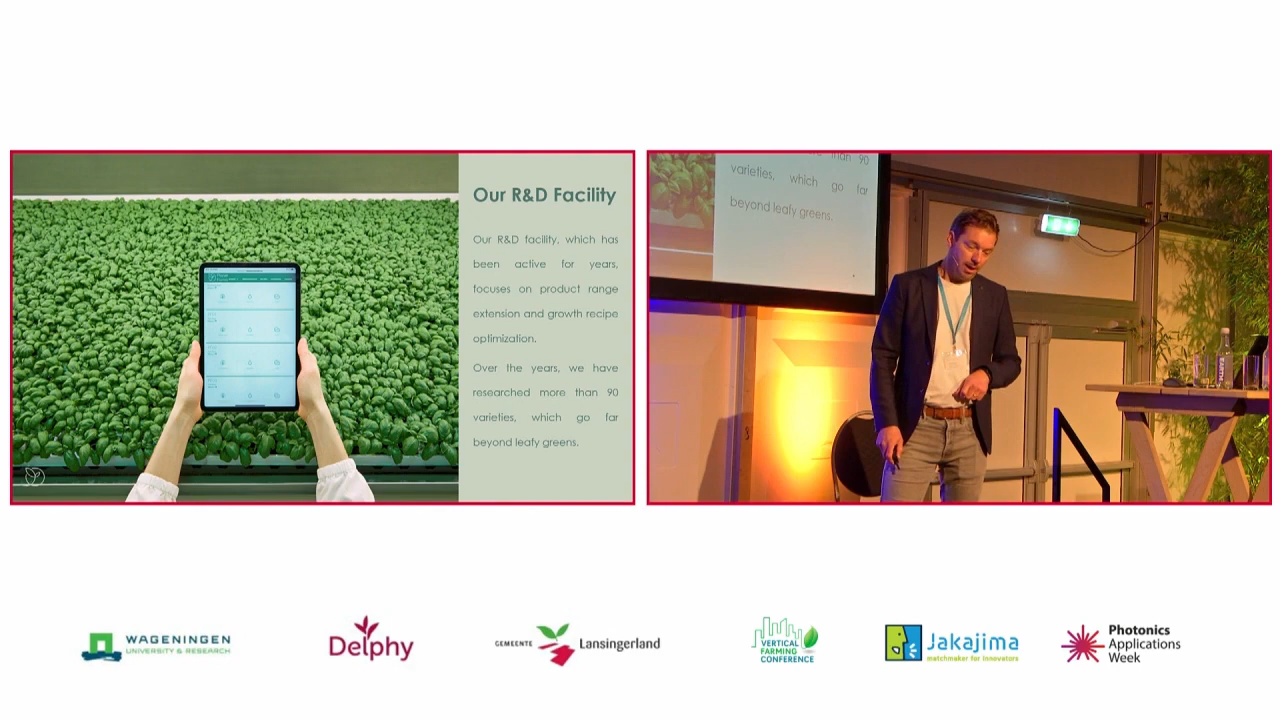 Our R&D Facility
Our R&D facility, which has
been active for years,
focuses on product range
extension and growth recipe
optimization.
Over the years, we have
researched more than 90
varieties, which go far
beyond leafy greens.
than 90
varieties, which go far
beyond leafy greens.
WAGENINGEN
UNIVERSITY & RESEARCH
Delphy
GEMEENTE Lansingerland
VERTICAL
FARMING
CONFERENCE
Jakajima
matchmaker for innovators
Photonics
Applications
Week